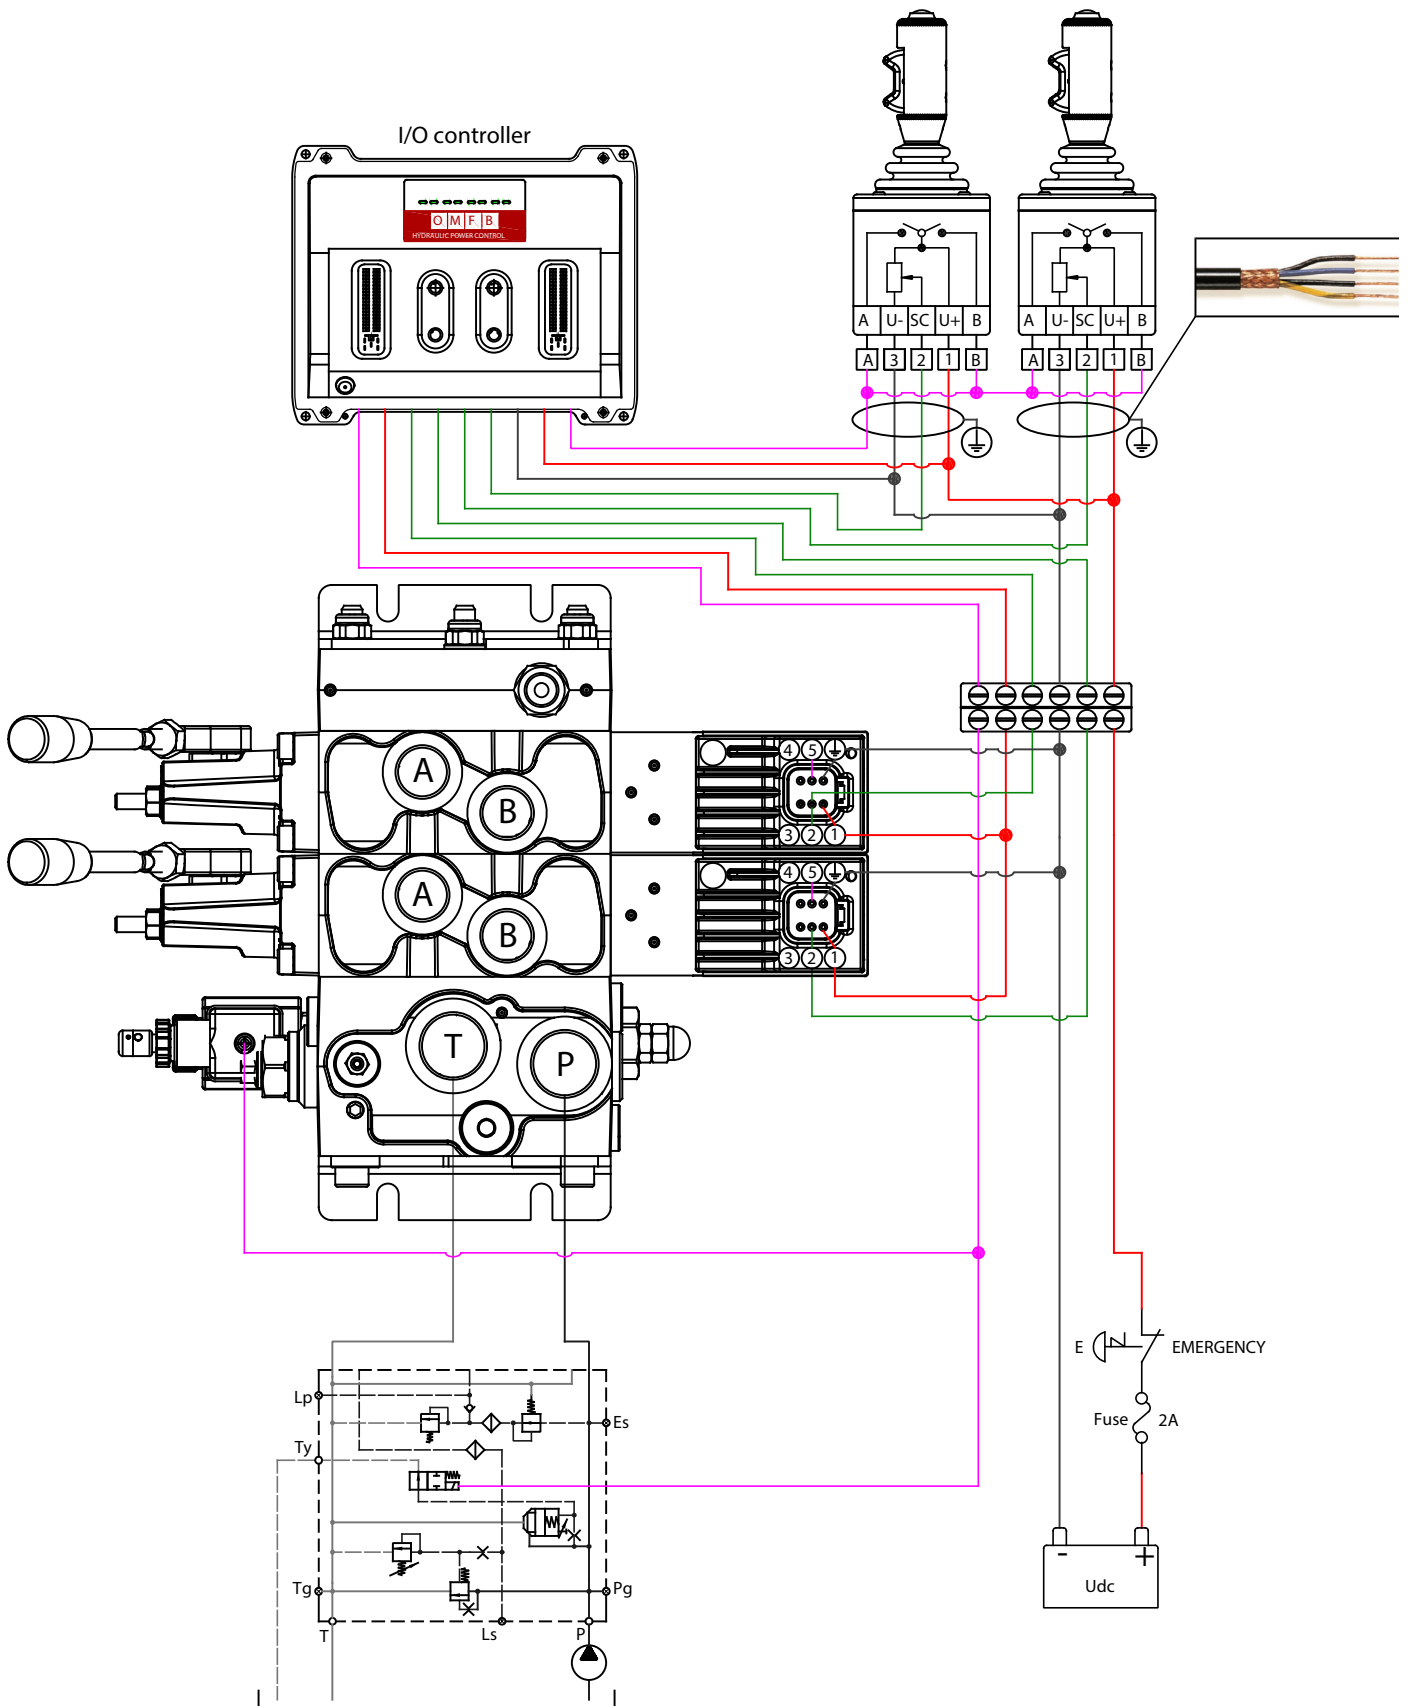 I/O controller
O M F B
HYDRAULIC POWER CONTROL
A U- SC U+ B
A 3 2 1 B
A U- SC U+ B
A 3 2 1 B
A
B
4 5
3 2 1
A
B
4 5
3 2 1
T
P
E
EMERGENCY
Fuse 2A
Lp
Es
Ty
Tg
Pg
T
Ls
P
- +
Udc